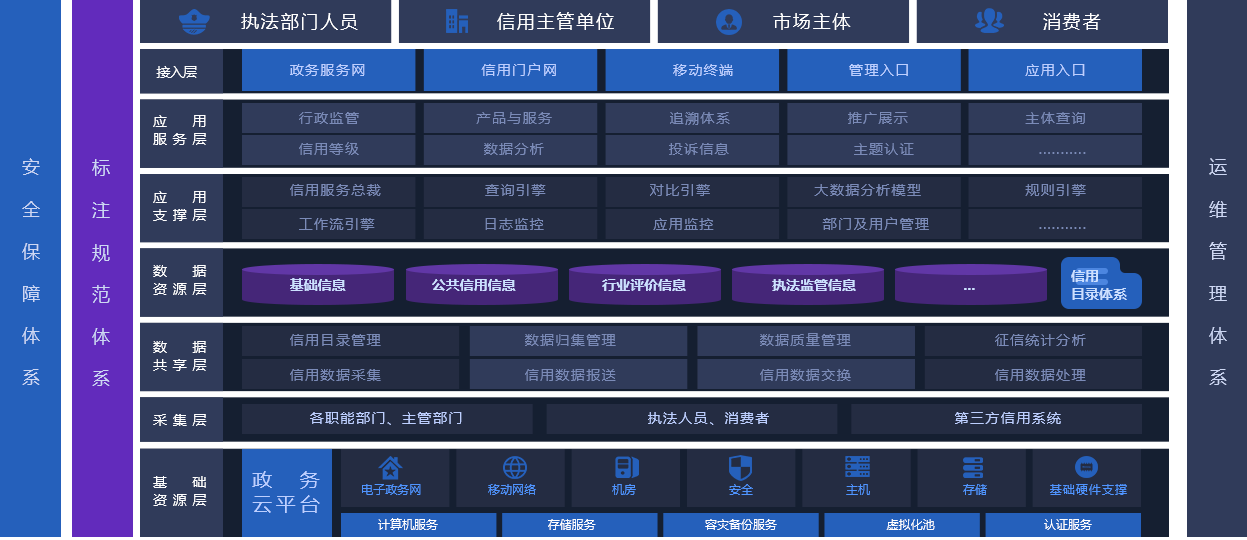 安全保障体系
标注规范体系
执法部门人员
信用主管单位
市场主体
消费者
接入层
政务服务网
信用门户网
移动终端
管理入口
应用入口
应用
服务层
行政监管
产品与服务
追溯体系
推广展示
主体查询
信用等级
数据分析
投诉信息
主题认证
...........
应用
支撑层
信用服务总裁
查询引擎
对比引擎
大数据分析模型
规则引擎
工作流引擎
日志监控
应用监控
部门及用户管理
...........
数据
资源层
基础信息
公共信用信息
行业评价信息
执法监管信息
...
信用
目录体系
数据
共享层
信用目录管理
数据归集管理
数据质量管理
征信统计分析
信用数据采集
信用数据报送
信用数据交换
信用数据处理
采集层
各职能部门、主管部门
执法人员、消费者
第三方信用系统
基础
资源层
政务
云平台
电子政务网
移动网络
机房
安全
主机
存储
基础硬件支撑
计算机服务
存储服务
容灾备份服务
虚拟化池
认证服务
运维管理体系